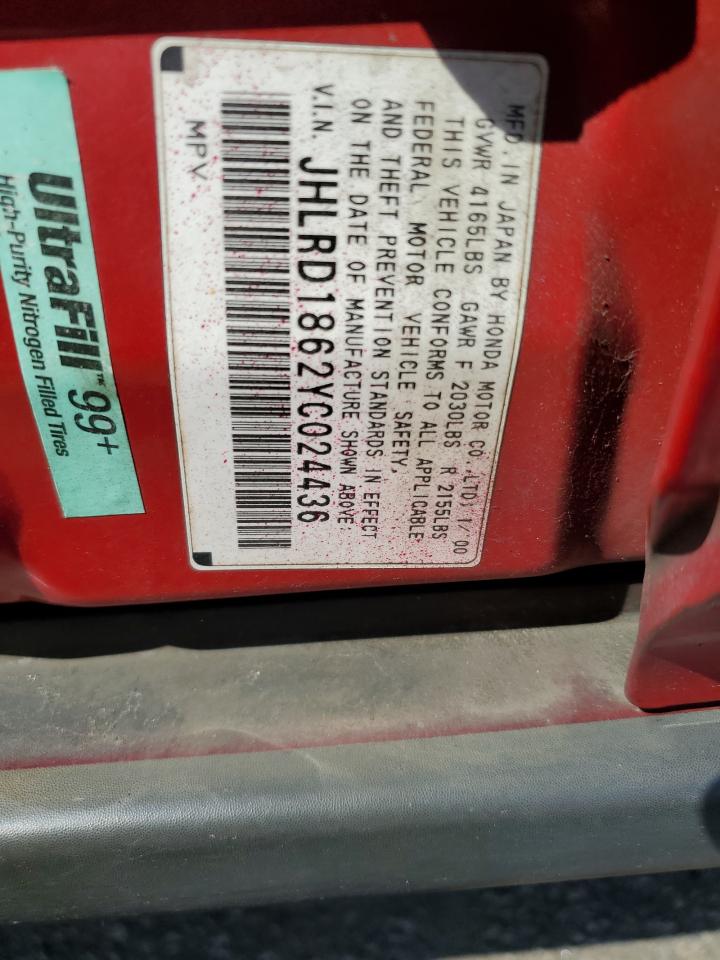 MFD. IN JAPAN BY HONDA MOTOR CO.,LTD. 1/00
GVWR 4165LBS GAWR F 2030LBS R 2155LBS
THIS VEHICLE CONFORMS TO ALL APPLICABLE
FEDERAL MOTOR VEHICLE SAFETY,
AND THEFT PREVENTION STANDARDS IN EFFECT
ON THE DATE OF MANUFACTURE SHOWN ABOVE.
V.I.N. JHLRD1862YC024436
MPV
UltraFill™ 99+
High-Purity Nitrogen Filled Tires